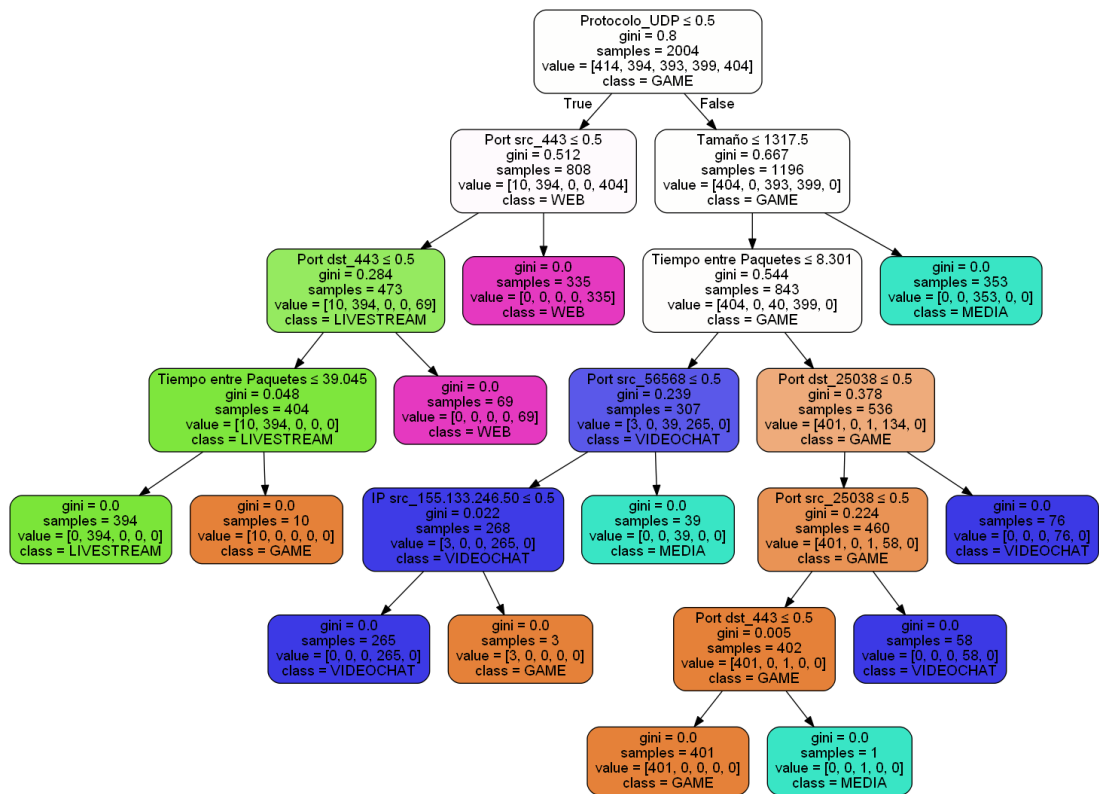 Protocolo_UDP ≤ 0.5
gini = 0.8
samples = 2004
value = [414, 394, 393, 399, 404]
class = GAME
True
False
Port src_443 ≤ 0.5
gini = 0.512
samples = 808
value = [10, 394, 0, 0, 404]
class = WEB
Tamaño ≤ 1317.5
gini = 0.667
samples = 1196
value = [404, 0, 393, 399, 0]
class = GAME
Port dst_443 ≤ 0.5
gini = 0.284
samples = 473
value = [10, 394, 0, 0, 69]
class = LIVESTREAM
gini = 0.0
samples = 335
value = [0, 0, 0, 0, 335]
class = WEB
Tiempo entre Paquetes ≤ 8.301
gini = 0.544
samples = 843
value = [404, 0, 40, 399, 0]
class = GAME
gini = 0.0
samples = 353
value = [0, 0, 353, 0, 0]
class = MEDIA
Tiempo entre Paquetes ≤ 39.045
gini = 0.048
samples = 404
value = [10, 394, 0, 0, 0]
class = LIVESTREAM
gini = 0.0
samples = 69
value = [0, 0, 0, 0, 69]
class = WEB
Port src_56568 ≤ 0.5
gini = 0.239
samples = 307
value = [3, 0, 39, 265, 0]
class = VIDEOCHAT
Port dst_25038 ≤ 0.5
gini = 0.378
samples = 536
value = [401, 0, 1, 134, 0]
class = GAME
gini = 0.0
samples = 394
value = [0, 394, 0, 0, 0]
class = LIVESTREAM
gini = 0.0
samples = 10
value = [10, 0, 0, 0, 0]
class = GAME
IP src_155.133.246.50 ≤ 0.5
gini = 0.022
samples = 268
value = [3, 0, 0, 265, 0]
class = VIDEOCHAT
gini = 0.0
samples = 39
value = [0, 0, 39, 0, 0]
class = MEDIA
Port src_25038 ≤ 0.5
gini = 0.224
samples = 460
value = [401, 0, 1, 58, 0]
class = GAME
gini = 0.0
samples = 76
value = [0, 0, 0, 76, 0]
class = VIDEOCHAT
gini = 0.0
samples = 265
value = [0, 0, 0, 265, 0]
class = VIDEOCHAT
gini = 0.0
samples = 3
value = [3, 0, 0, 0, 0]
class = GAME
Port dst_443 ≤ 0.5
gini = 0.005
samples = 402
value = [401, 0, 1, 0, 0]
class = GAME
gini = 0.0
samples = 58
value = [0, 0, 0, 58, 0]
class = VIDEOCHAT
gini = 0.0
samples = 401
value = [401, 0, 0, 0, 0]
class = GAME
gini = 0.0
samples = 1
value = [0, 0, 1, 0, 0]
class = MEDIA